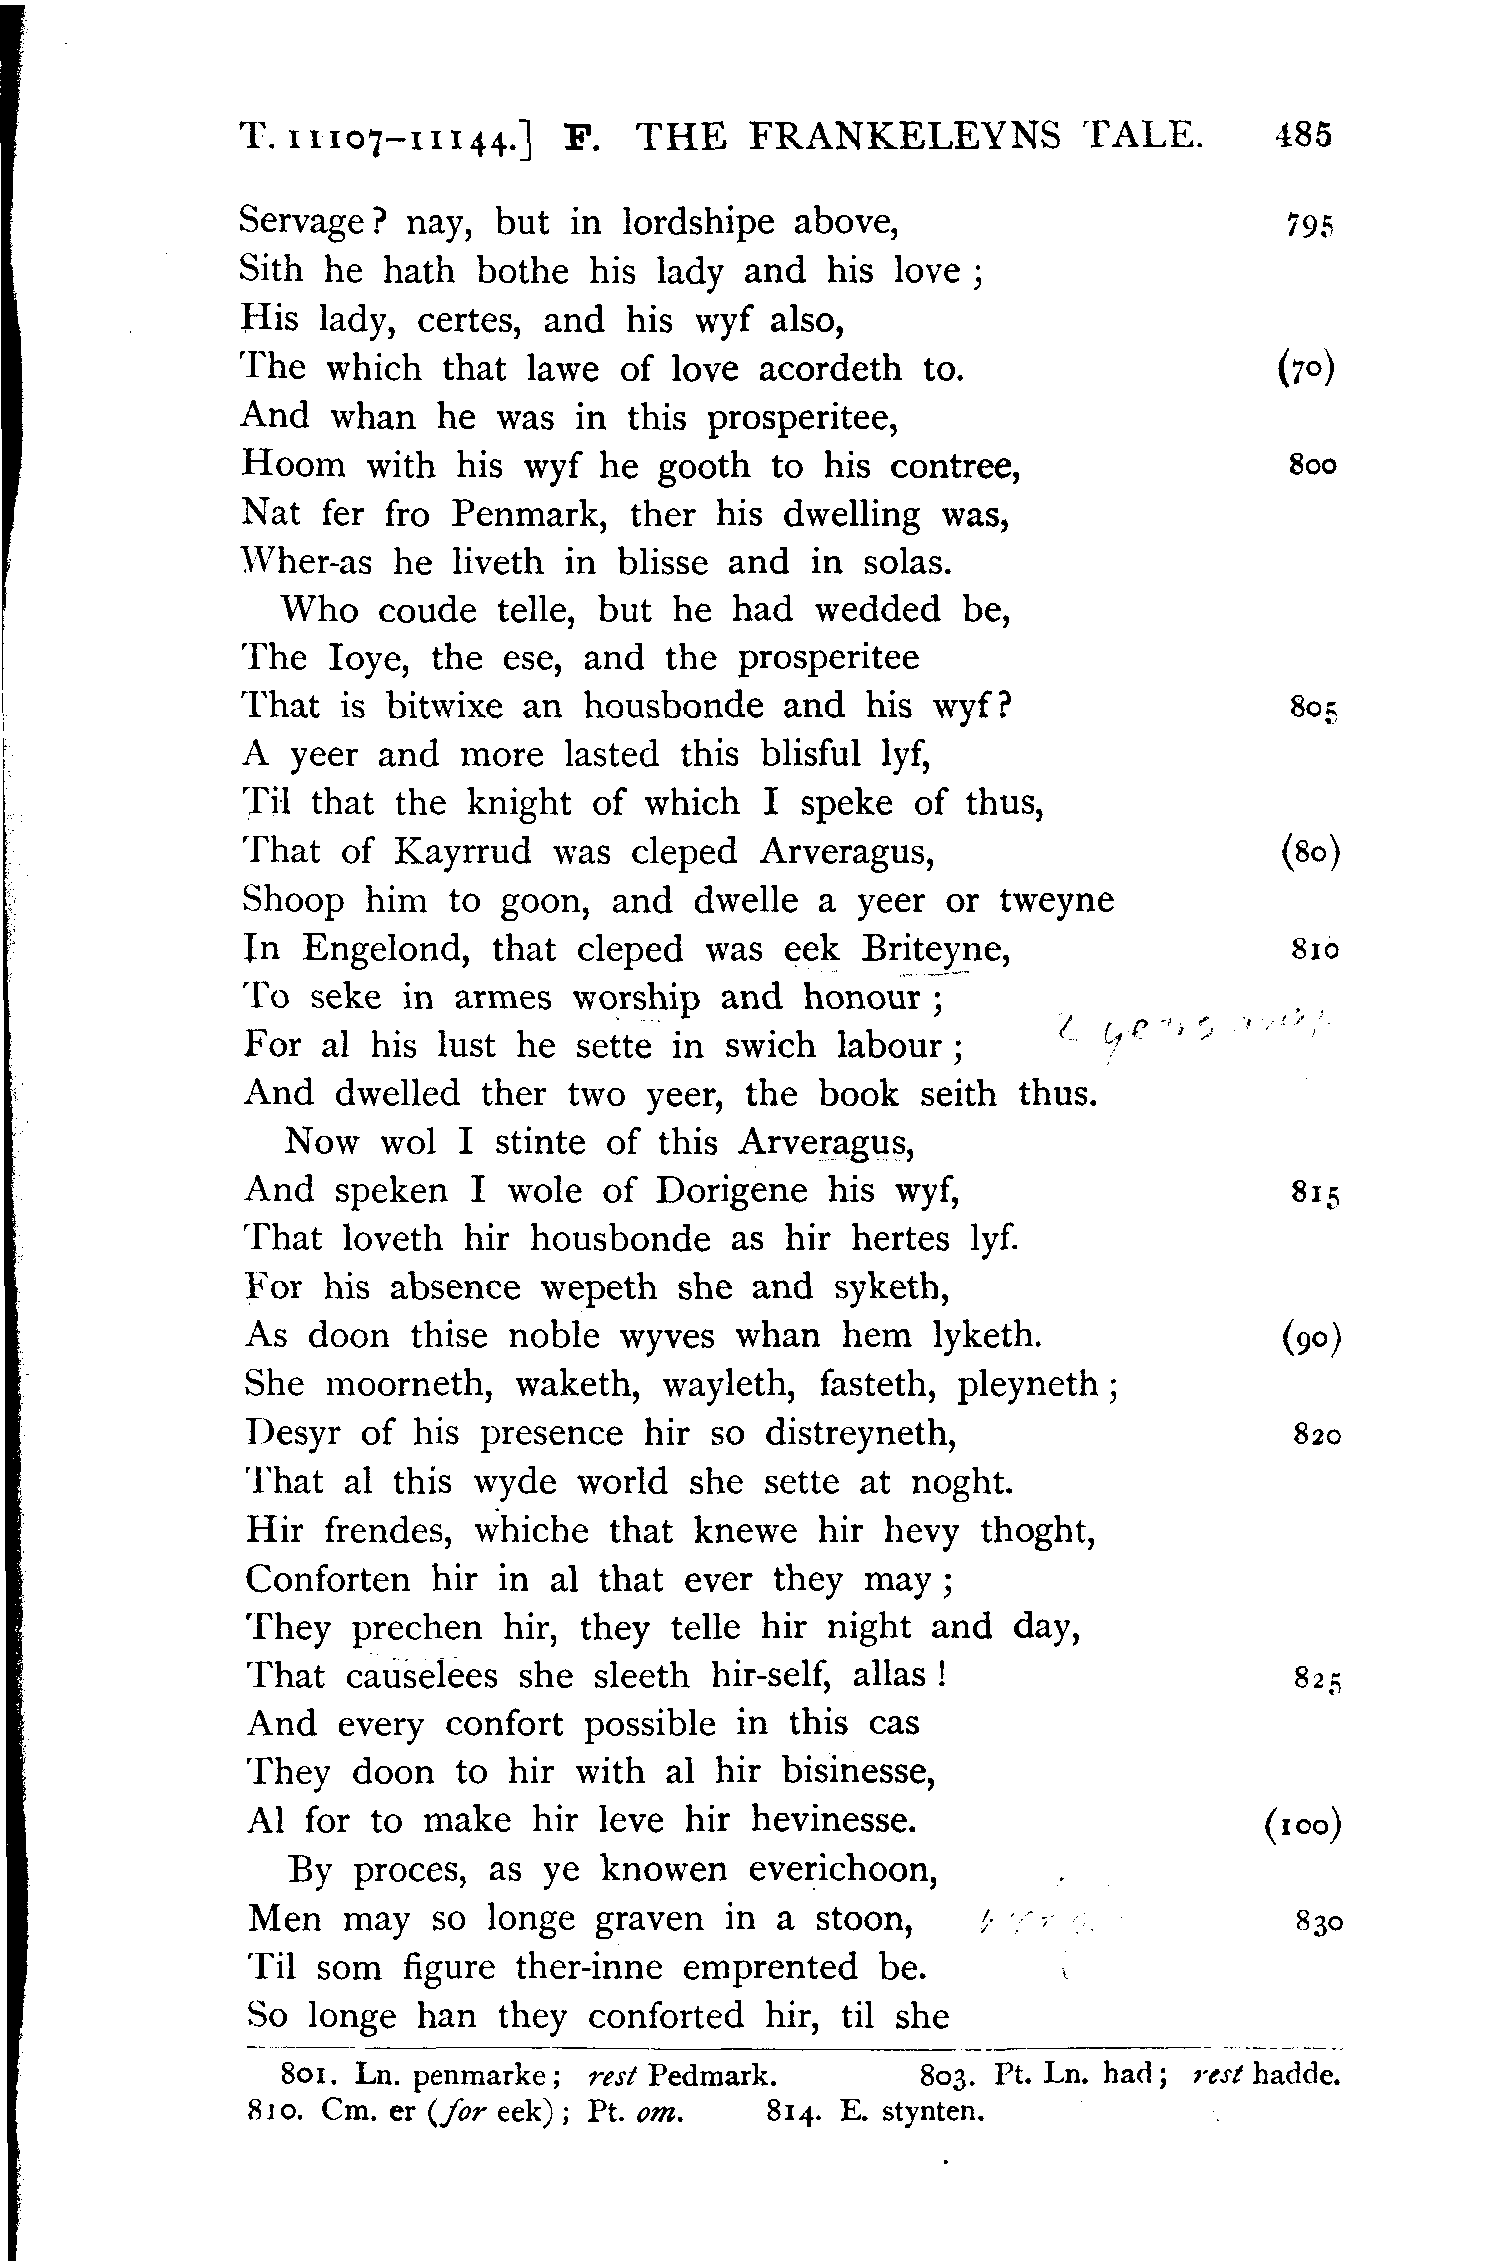 T. 11107-11144.] F. THE FRANKELEYNS TALE. 485
Servage? nay, but in lordshipe above, 795
Sith he hath bothe his lady and his love ;
His lady, certes, and his wyf also,
The which that lawe of love acordeth to. (70)
And whan he was in this prosperitee,
Hoom with his wyf he gooth to his contree, 800
Nat fer fro Penmark, ther his dwelling was,
Wher-as he liveth in blisse and in solas.
Who coude telle, but he had wedded be,
The Ioye, the ese, and the prosperitee
That is bitwixe an housbonde and his wyf? 805
A yeer and more lasted this blisful lyf,
Til that the knight of which I speke of thus,
That of Kayrrud was cleped Arveragus, (80)
Shoop him to goon, and dwelle a yeer or tweyne
In Engelond, that cleped was eek Briteyne, 810
To seke in armes worship and honour ;
For al his lust he sette in swich labour ;
And dwelled ther two yeer, the book seith thus.
Now wol I stinte of this Arveragus,
And speken I wole of Dorigene his wyf, 815
That loveth hir housbonde as hir hertes lyf.
For his absence wepeth she and syketh,
As doon thise noble wyves whan hem lyketh. (90)
She moorneth, waketh, wayleth, fasteth, pleyneth ;
Desyr of his presence hir so distreyneth, 820
That al this wyde world she sette at noght.
Hir frendes, whiche that knewe hir hevy thoght,
Conforten hir in al that ever they may ;
They prechen hir, they telle hir night and day,
That causelees she sleeth hir-self, allas ! 825
And every confort possible in this cas
They doon to hir with al hir bisinesse,
Al for to make hir leve hir hevinesse. (100)
By proces, as ye knowen everichoon,
Men may so longe graven in a stoon, 830
Til som figure ther-inne emprented be.
So longe han they conforted hir, til she
801. Ln. penmarke; rest Pedmark. 803. Pt. Ln. had; rest hadde.
810. Cm. er (for eek); Pt. om. 814. E. stynten.